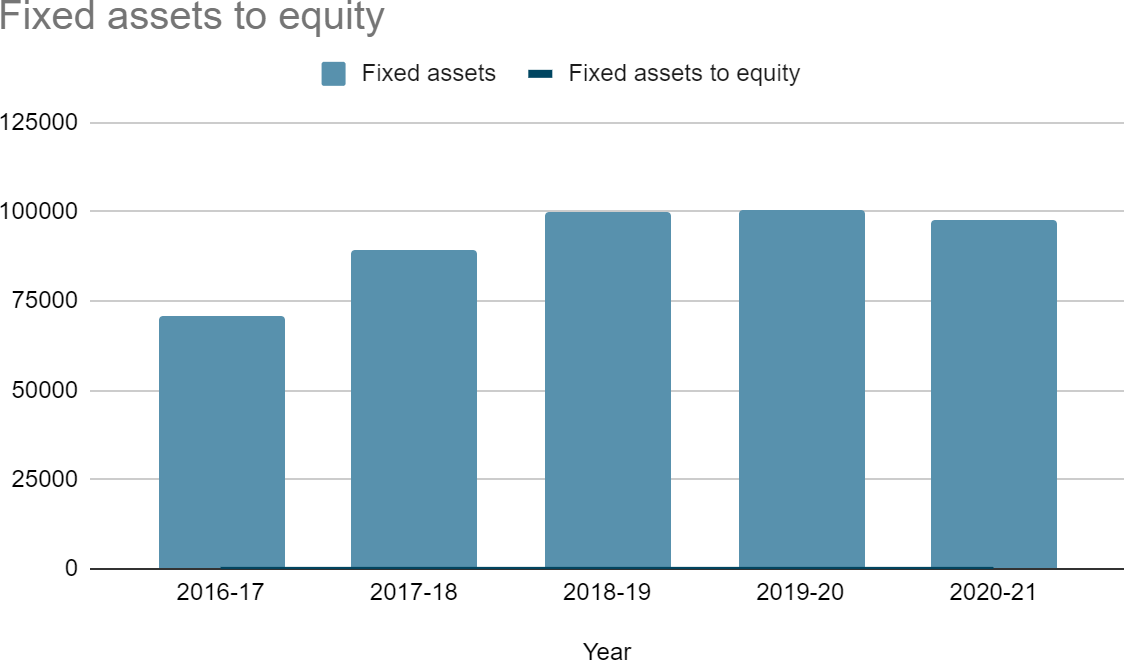 Fixed assets to equity
Fixed assets
Fixed assets to equity
125000
100000
75000
50000
25000
0
2016-17
2017-18
2018-19
2019-20
2020-21
Year